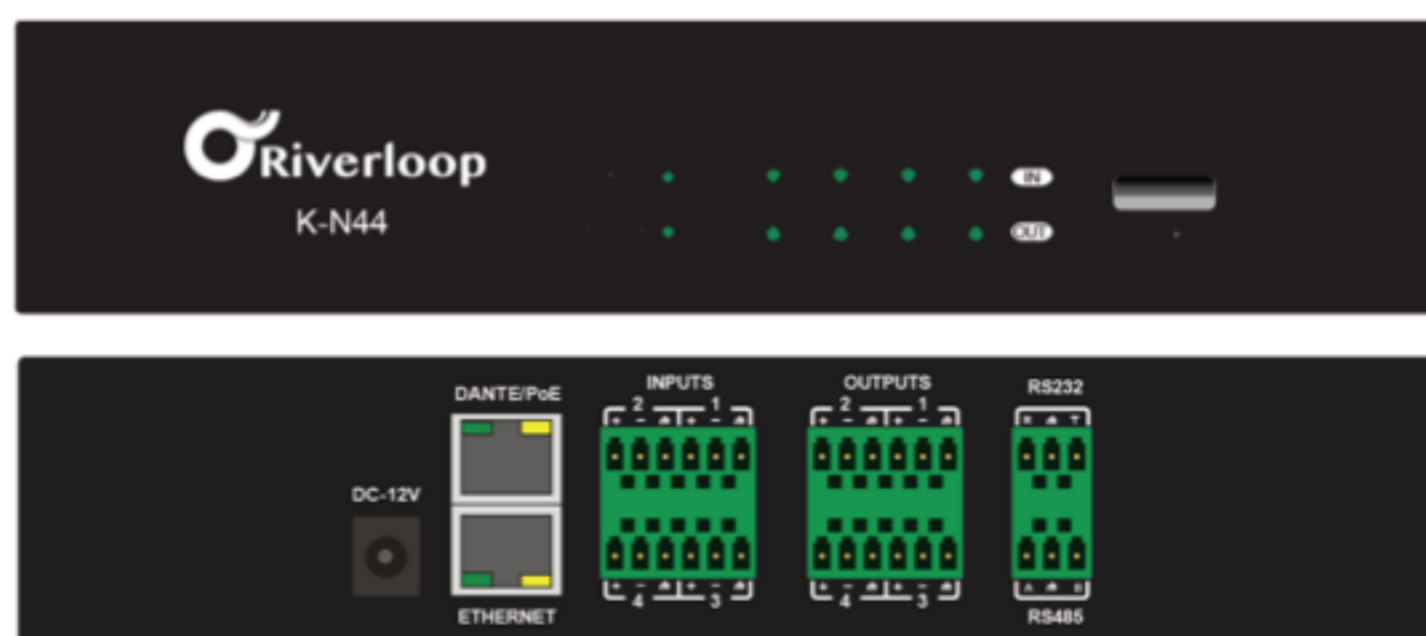 Riverloop
K-N44
IN
OUT
DANTE/PoE
INPUTS
OUTPUTS
RS232
2 1
2 1
+ - + -
+ - + -
DC-12V
+ - + -
+ - + -
4 3
4 3
ETHERNET
RS485